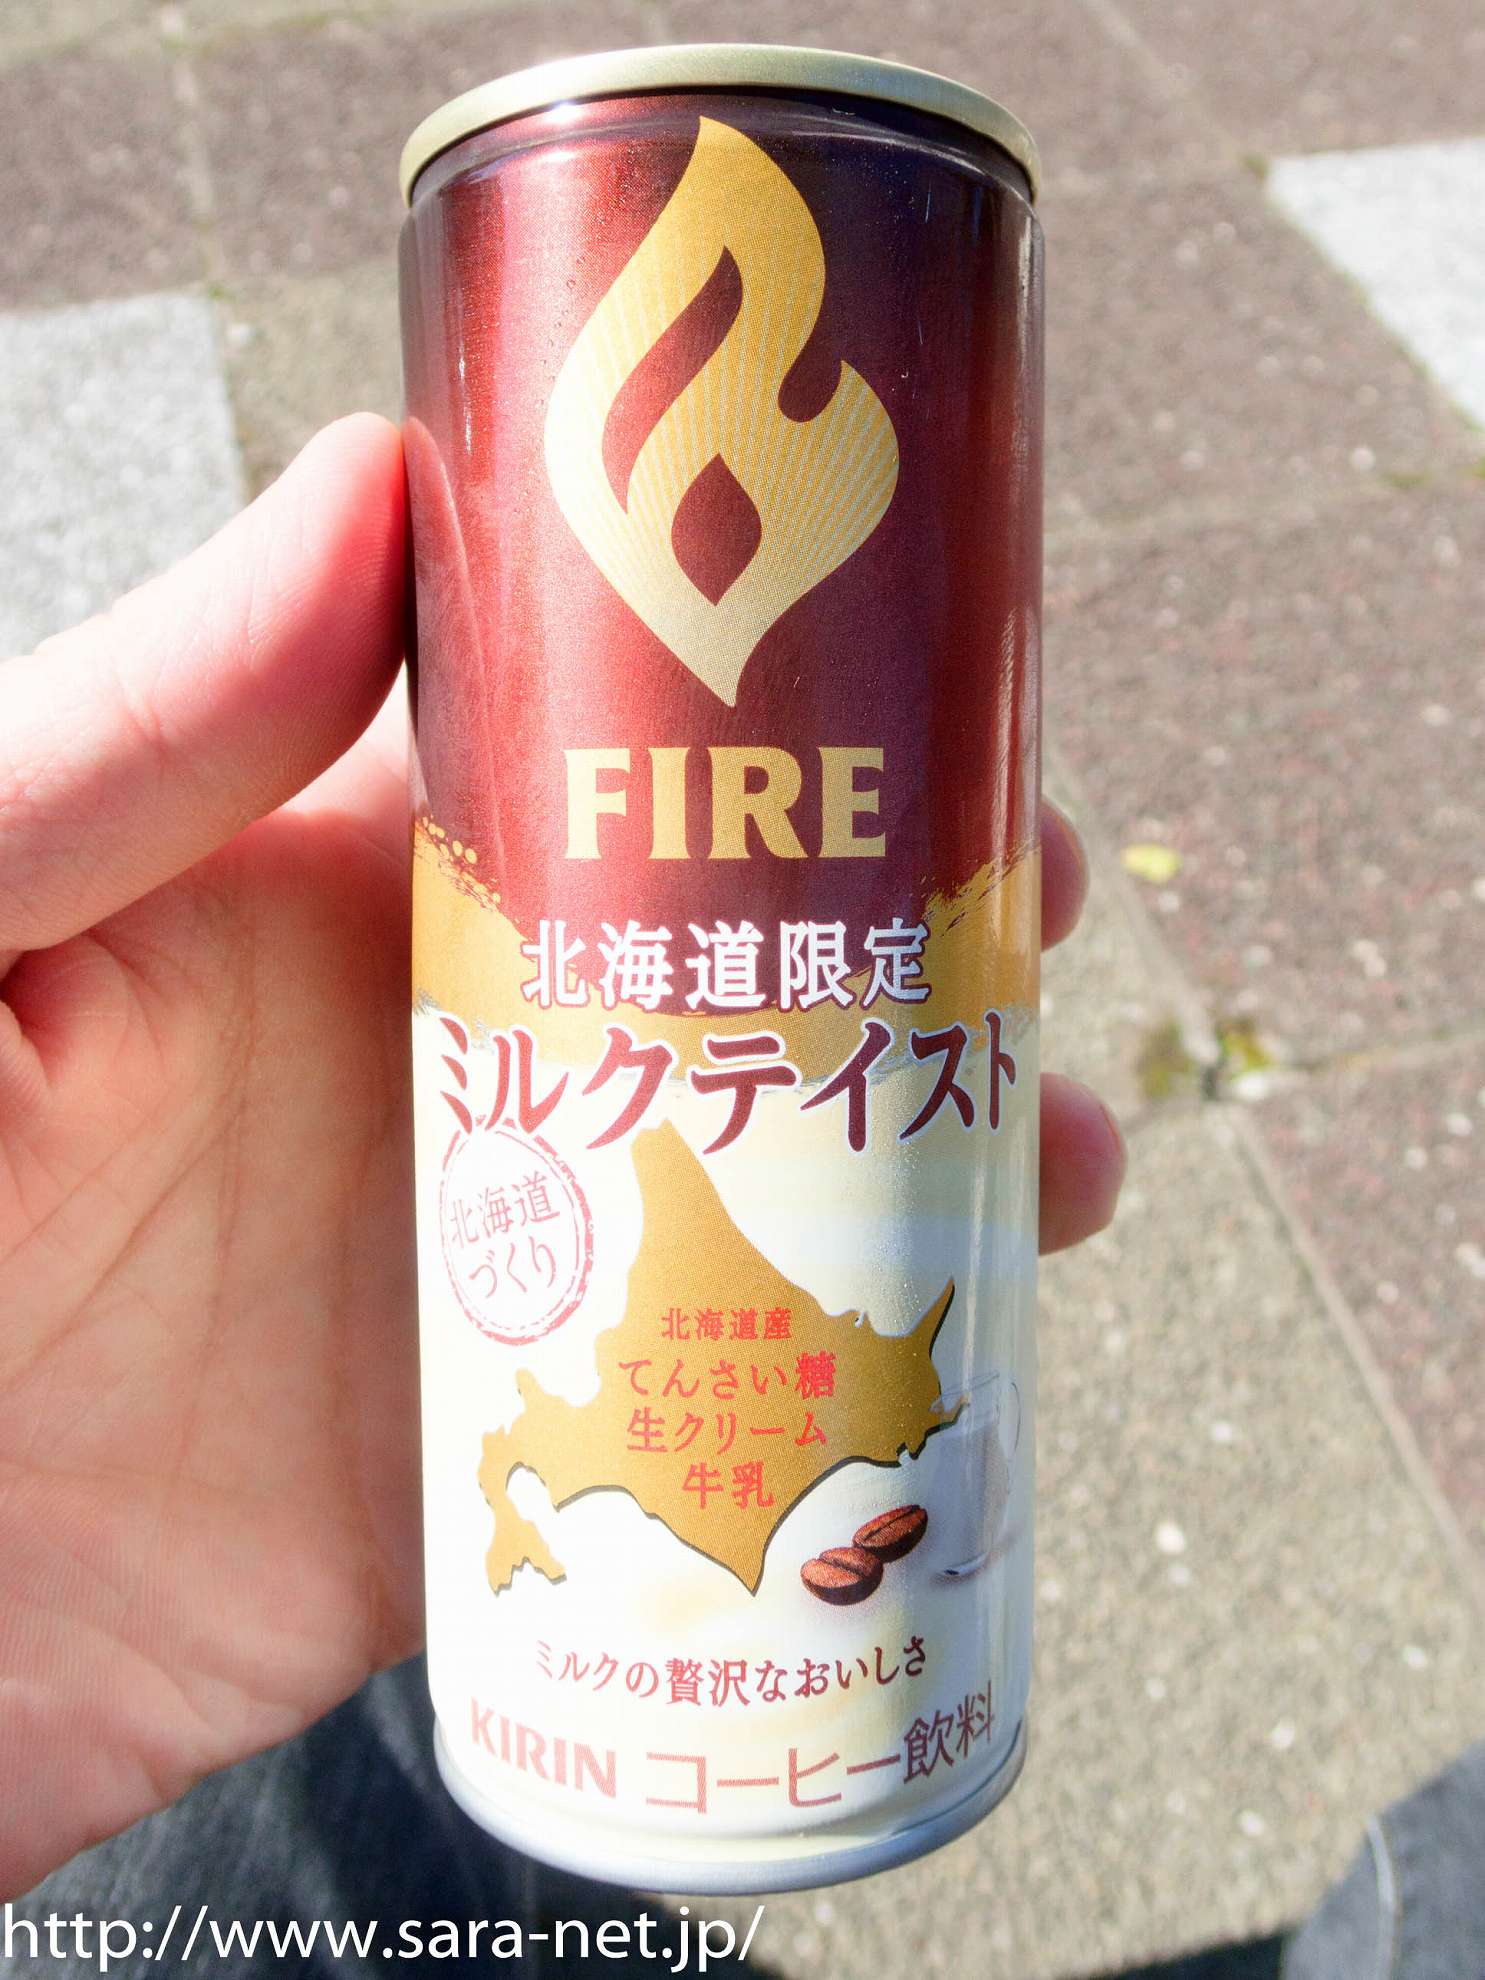 FIRE
北海道限定
ミルクテイスト
北海道
づくり
北海道産
てんさい糖
生クリーム
牛乳
ミルクの贅沢なおいしさ
KIRIN コーヒー飲料
http://www.sara-net.jp/